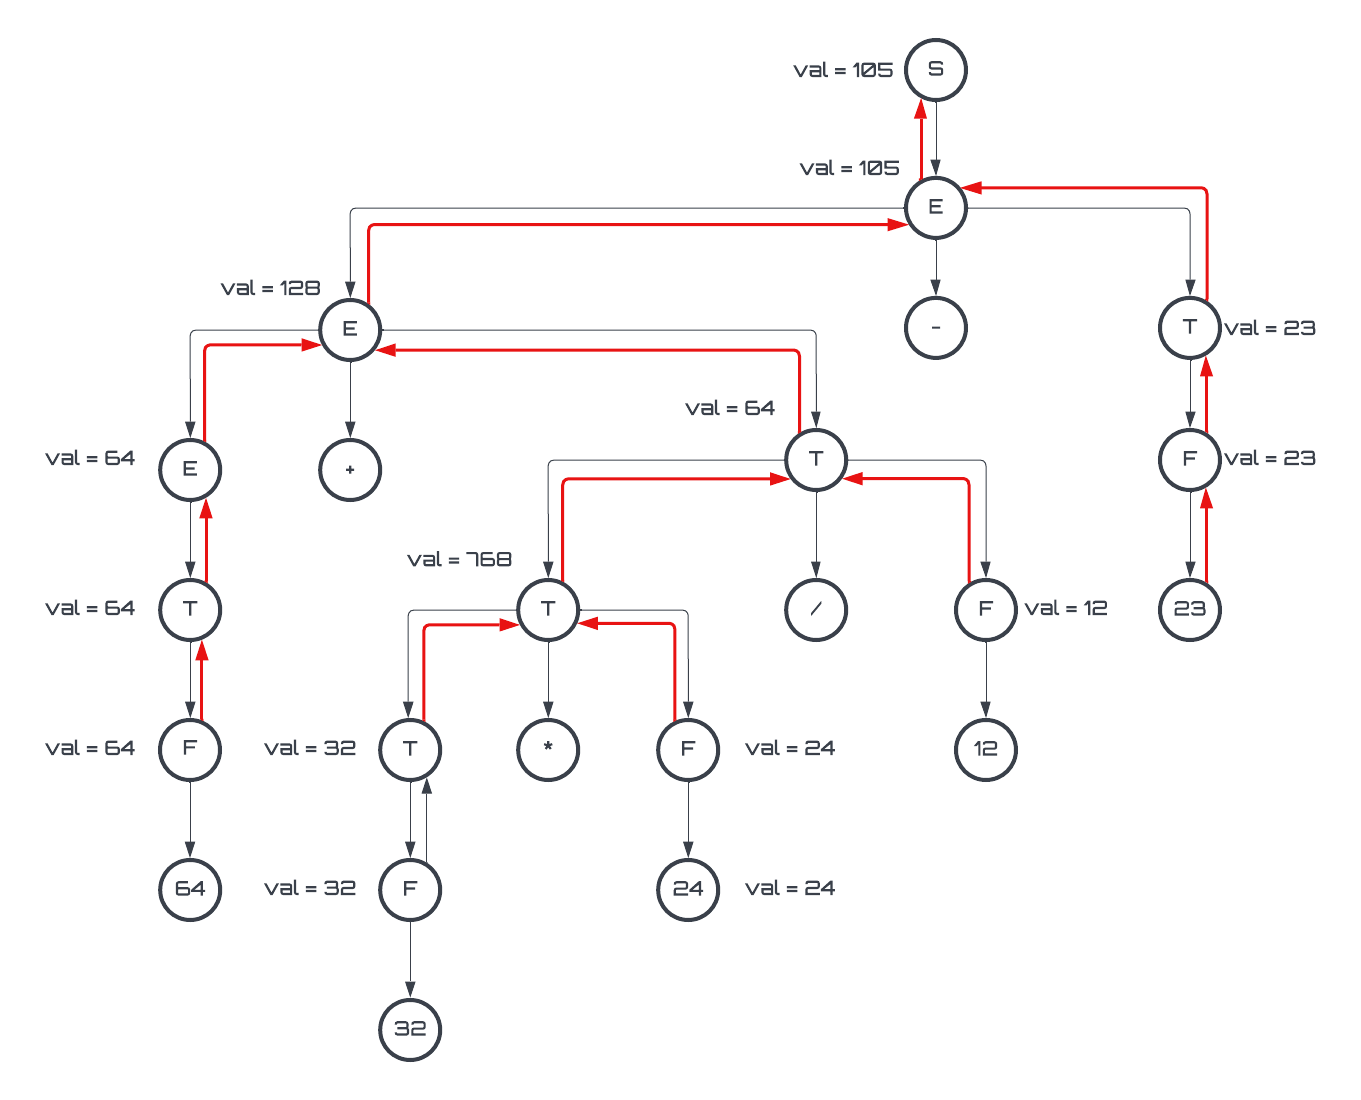 val = 105
S
val = 105
E
val = 128
E
-
T
val = 23
val = 64
val = 64
E
+
T
F
val = 23
val = 768
val = 64
T
T
/
F
val = 12
23
val = 64
F
val = 32
T
*
F
val = 24
12
64
val = 32
F
24
val = 24
32